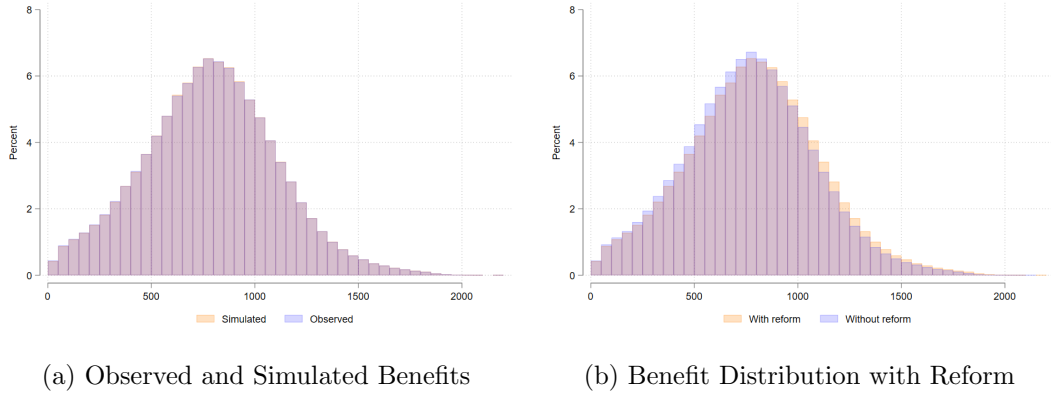 8
6
4
2
0
Percent
0 500 1000 1500 2000
Simulated Observed
(a) Observed and Simulated Benefits
8
6
4
2
0
Percent
0 500 1000 1500 2000
With reform Without reform
(b) Benefit Distribution with Reform